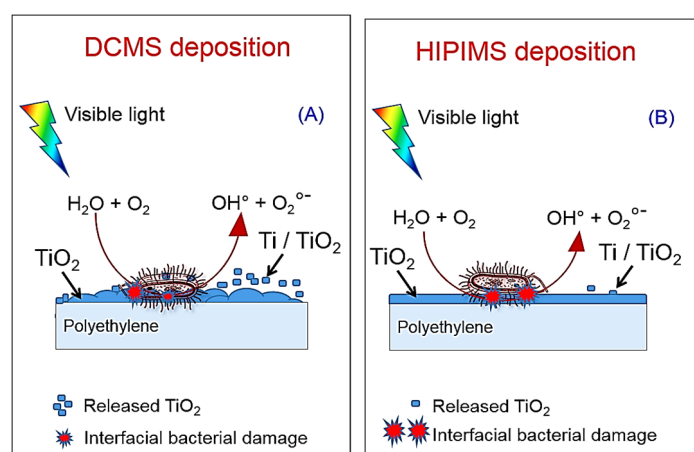 DCMS deposition
Visible light
(A)
H₂O + O₂
OH° + O₂°⁻
TiO₂
Ti / TiO₂
Polyethylene
Released TiO₂
Interfacial bacterial damage
HIPIMS deposition
Visible light
(B)
H₂O + O₂
OH° + O₂°⁻
TiO₂
Ti / TiO₂
Polyethylene
Released TiO₂
Interfacial bacterial damage